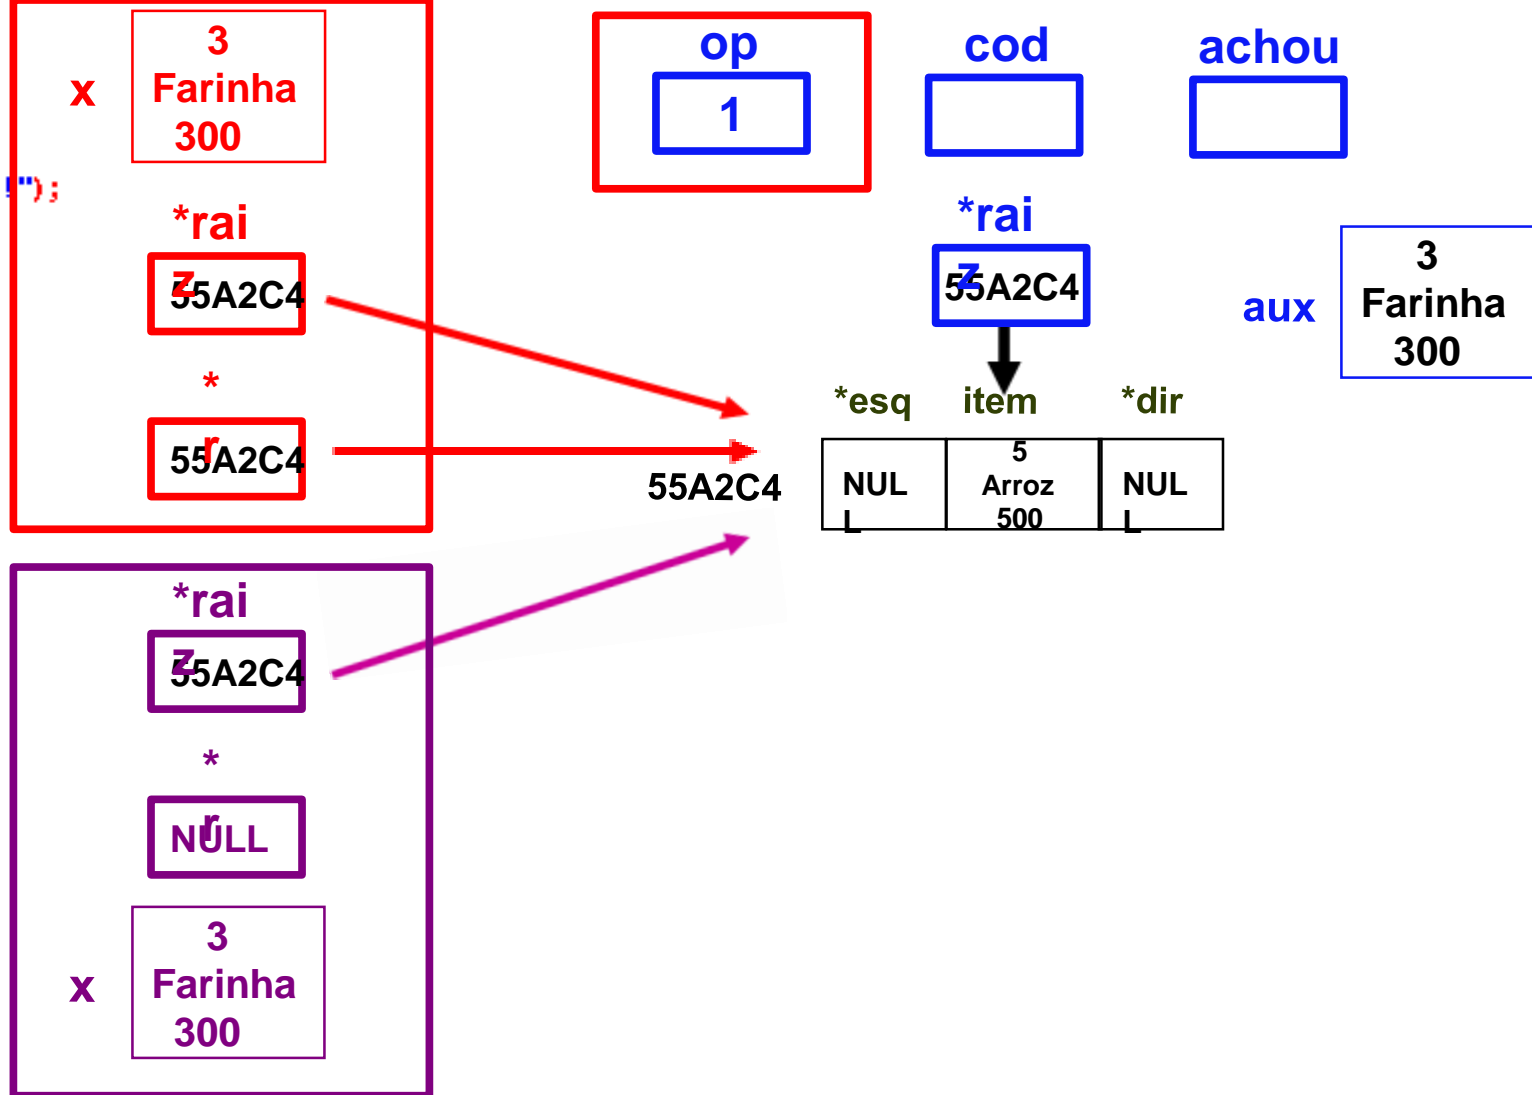 3
Farinha
300
x
!");
*rai
z
55A2C4
*
r
55A2C4
op
1
cod
achou
*rai
z
55A2C4
aux
3
Farinha
300
*esq item *dir
55A2C4
NUL
L
5
Arroz
500
NUL
L
*rai
z
55A2C4
*
r
NULL
x
3
Farinha
300